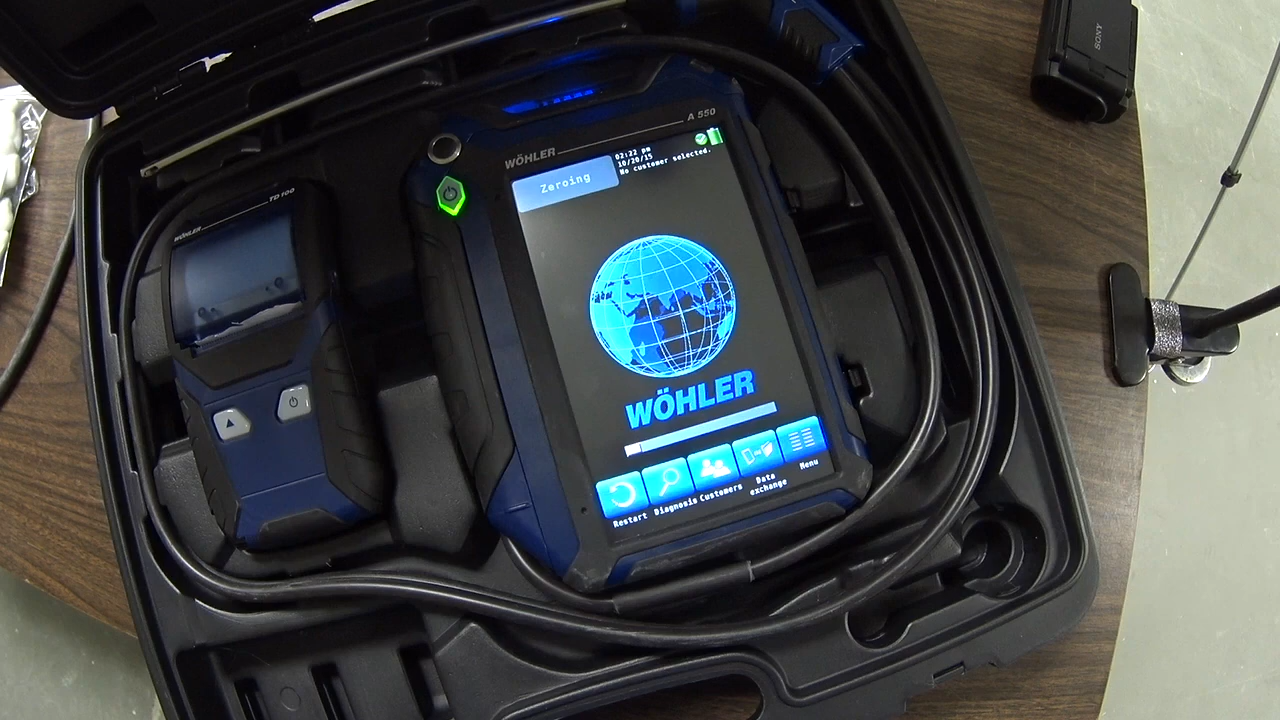 SONY
A 550
WÖHLER
02:22 pm
10/20/15
No customer selected.
Zeroing
TD 100
WÖHLER
WÖHLER
Restart
Diagnosis
Customers
Data
exchange
Menu